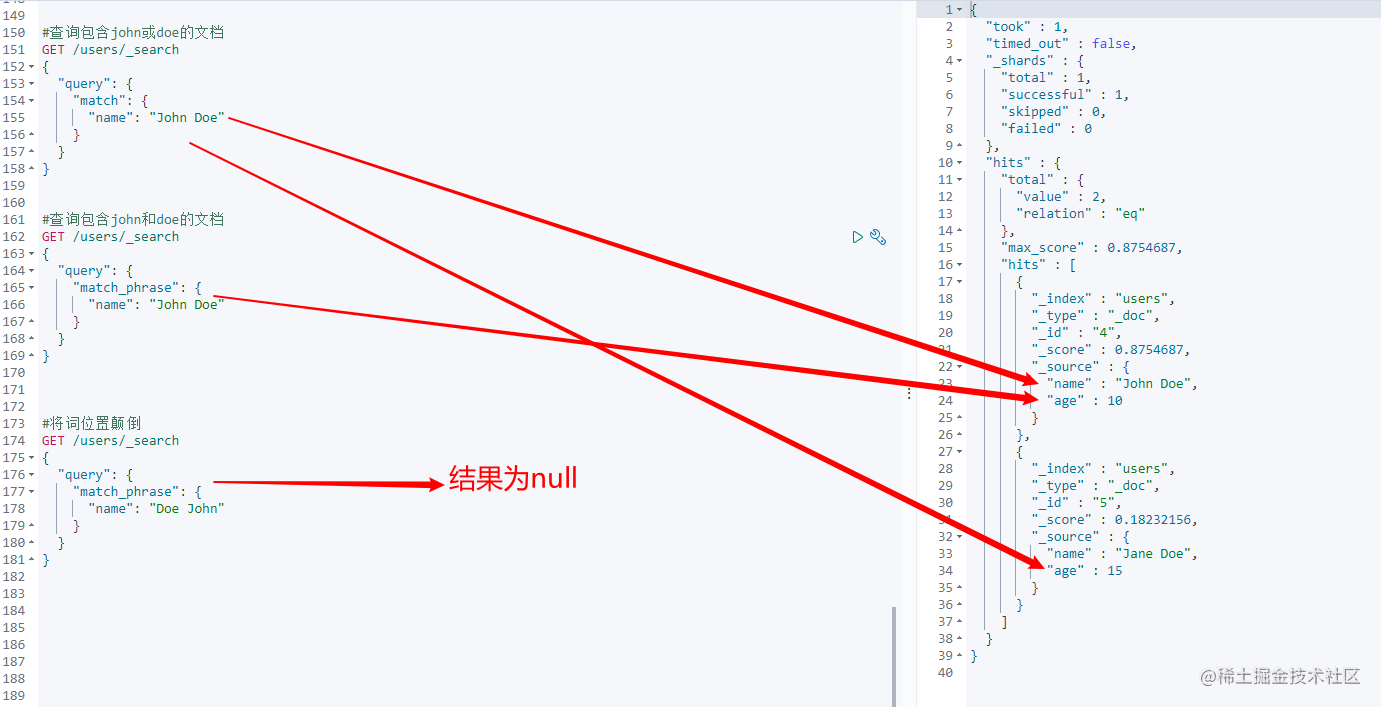 149
150 #查询包含john或doe的文档
151 GET /users/_search
152 {
153 "query": {
154 "match": {
155 "name": "John Doe"
156 }
157 }
158 }
159
160
161 #查询包含john和doe的文档
162 GET /users/_search
163 {
164 "query": {
165 "match_phrase": {
166 "name": "John Doe"
167 }
168 }
169 }
170
171
172
173 #将词位置颠倒
174 GET /users/_search
175 {
176 "query": {
177 "match_phrase": {
178 "name": "Doe John"
179 }
180 }
181 }
182
183
184
185
186
187
188
189
结果为null
1 {
2 "took" : 1,
3 "timed_out" : false,
4 "_shards" : {
5 "total" : 1,
6 "successful" : 1,
7 "skipped" : 0,
8 "failed" : 0
9 },
10 "hits" : {
11 "total" : {
12 "value" : 2,
13 "relation" : "eq"
14 },
15 "max_score" : 0.8754687,
16 "hits" : [
17 {
18 "_index" : "users",
19 "_type" : "_doc",
20 "_id" : "4",
21 "_score" : 0.8754687,
22 "_source" : {
23 "name" : "John Doe",
24 "age" : 10
25 }
26 },
27 {
28 "_index" : "users",
29 "_type" : "_doc",
30 "_id" : "5",
31 "_score" : 0.18232156,
32 "_source" : {
33 "name" : "Jane Doe",
34 "age" : 15
35 }
36 }
37 ]
38 }
39 }
40
@稀土掘金技术社区